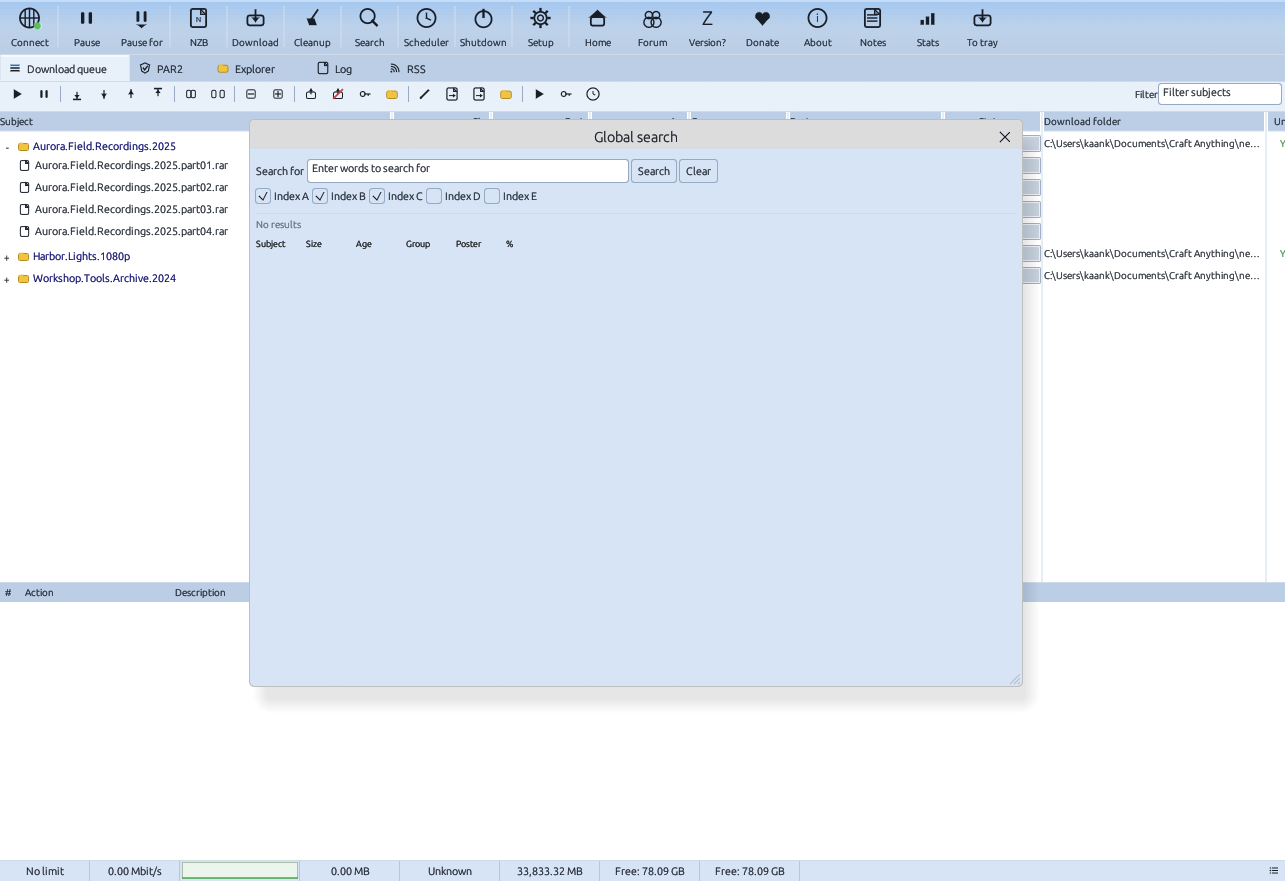 Connect Pause Pause for NZB Download Cleanup Search Scheduler Shutdown Setup Home Forum Version? Donate About Notes Stats To tray
Download queue PAR2 Explorer Log RSS
Filter Filter subjects
Subject Download folder Un
Global search
- Aurora.Field.Recordings.2025 C:\Users\kaank\Documents\Craft Anything\ne... Y
Aurora.Field.Recordings.2025.part01.rar
Search for Enter words to search for Search Clear
Aurora.Field.Recordings.2025.part02.rar
Index A Index B Index C Index D Index E
Aurora.Field.Recordings.2025.part03.rar
No results
Aurora.Field.Recordings.2025.part04.rar
Subject Size Age Group Poster %
+ Harbor.Lights.1080p C:\Users\kaank\Documents\Craft Anything\ne... Y
+ Workshop.Tools.Archive.2024 C:\Users\kaank\Documents\Craft Anything\ne...
# Action Description
No limit 0.00 Mbit/s 0.00 MB Unknown 33,833.32 MB Free: 78.09 GB Free: 78.09 GB